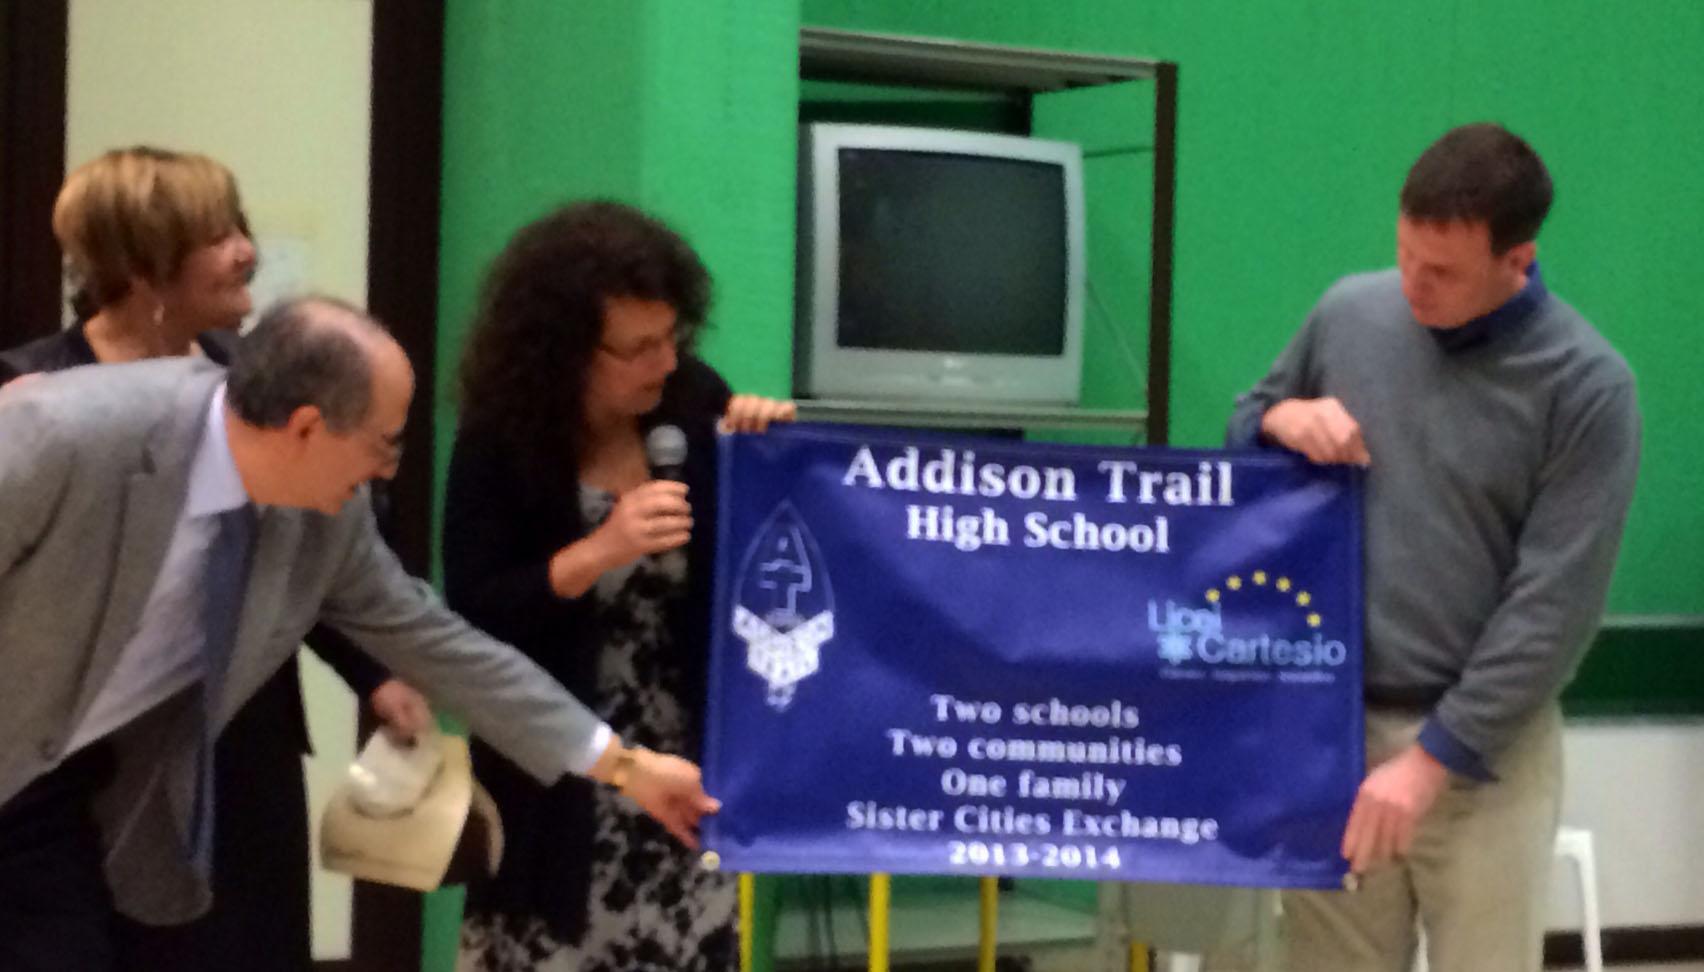 Addison Trail
High School
Licei
Cartesio
Two schools
Two communities
One family
Sister Cities Exchange
2013-2014